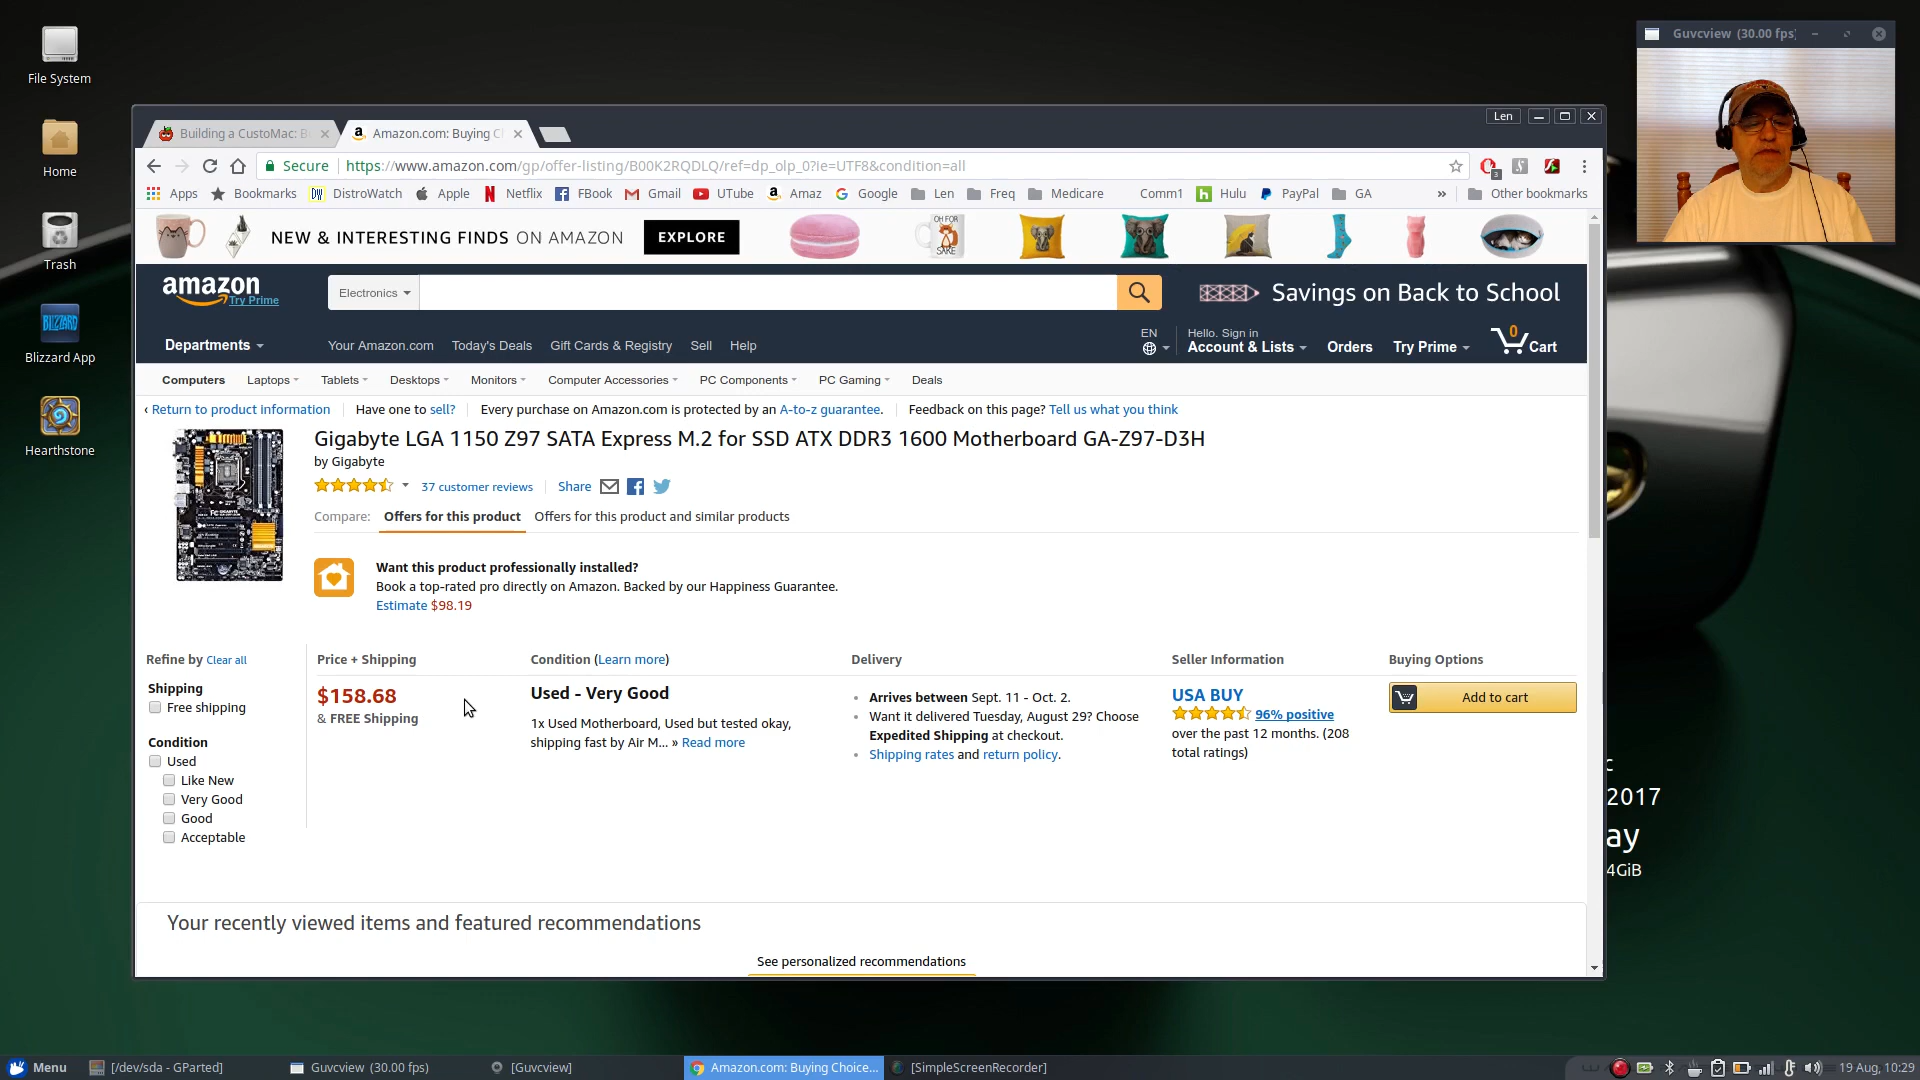 File System
Home
Trash
Blizzard App
Hearthstone
Guvcview (30.00 fps)
Len
Building a CustoMac: B
Amazon.com: Buying C
Secure
https://www.amazon.com/gp/offer-listing/B00K2RQDLQ/ref=dp_olp_0?ie=UTF8&condition=all
Apps Bookmarks DistroWatch Apple Netflix FBook Gmail UTube Amaz Google Len Freq Medicare Comm1 Hulu PayPal GA » Other bookmarks
NEW & INTERESTING FINDS ON AMAZON EXPLORE
OH FOR
SAKE
amazon
Try Prime
Electronics
Savings on Back to School
Departments
Your Amazon.com Today's Deals Gift Cards & Registry Sell Help
EN
Hello. Sign in
Account & Lists
Orders
Try Prime
0
Cart
Computers Laptops Tablets Desktops Monitors Computer Accessories PC Components PC Gaming Deals
‹ Return to product information Have one to sell? Every purchase on Amazon.com is protected by an A-to-z guarantee. Feedback on this page? Tell us what you think
Gigabyte LGA 1150 Z97 SATA Express M.2 for SSD ATX DDR3 1600 Motherboard GA-Z97-D3H
by Gigabyte
37 customer reviews Share
Compare: Offers for this product Offers for this product and similar products
Want this product professionally installed?
Book a top-rated pro directly on Amazon. Backed by our Happiness Guarantee.
Estimate $98.19
Refine by Clear all
Shipping
Free shipping
Condition
Used
Like New
Very Good
Good
Acceptable
Price + Shipping
$158.68
& FREE Shipping
Condition (Learn more)
Used - Very Good
1x Used Motherboard, Used but tested okay,
shipping fast by Air M... » Read more
Delivery
Arrives between Sept. 11 - Oct. 2.
Want it delivered Tuesday, August 29? Choose
Expedited Shipping at checkout.
Shipping rates and return policy.
Seller Information
USA BUY
96% positive
over the past 12 months. (208
total ratings)
Buying Options
Add to cart
Your recently viewed items and featured recommendations
See personalized recommendations
c
2017
ay
4GiB
Menu [/dev/sda - GParted] Guvcview (30.00 fps) [Guvcview] Amazon.com: Buying Choice... [SimpleScreenRecorder] 19 Aug, 10:29